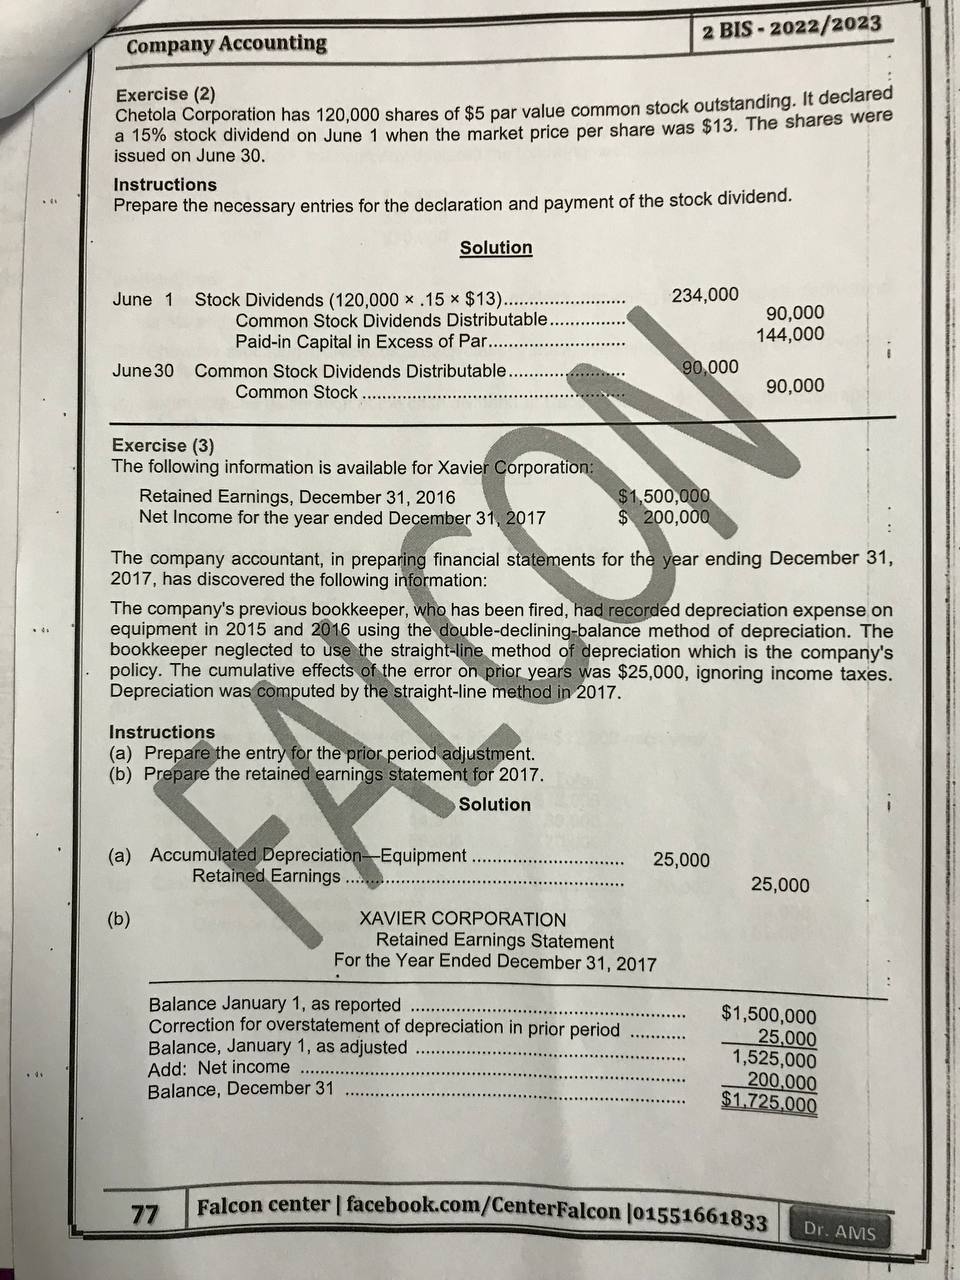 Company Accounting
2 BIS - 2022/2023
Exercise (2)
Chetola Corporation has 120,000 shares of $5 par value common stock outstanding. It declared
a 15% stock dividend on June 1 when the market price per share was $13. The shares were
issued on June 30.
Instructions
Prepare the necessary entries for the declaration and payment of the stock dividend.
Solution
June 1 Stock Dividends (120,000 × .15 × $13)........................ 234,000
Common Stock Dividends Distributable............... 90,000
Paid-in Capital in Excess of Par........................... 144,000
June 30 Common Stock Dividends Distributable....................... 90,000
Common Stock .................................................... 90,000
Exercise (3)
The following information is available for Xavier Corporation:
Retained Earnings, December 31, 2016 $1,500,000
Net Income for the year ended December 31, 2017 $ 200,000
The company accountant, in preparing financial statements for the year ending December 31,
2017, has discovered the following information:
The company's previous bookkeeper, who has been fired, had recorded depreciation expense on
equipment in 2015 and 2016 using the double-declining-balance method of depreciation. The
bookkeeper neglected to use the straight-line method of depreciation which is the company's
policy. The cumulative effects of the error on prior years was $25,000, ignoring income taxes.
Depreciation was computed by the straight-line method in 2017.
Instructions
(a) Prepare the entry for the prior period adjustment.
(b) Prepare the retained earnings statement for 2017.
Solution
(a) Accumulated Depreciation—Equipment .............................. 25,000
Retained Earnings ...................................................... 25,000
(b) XAVIER CORPORATION
Retained Earnings Statement
For the Year Ended December 31, 2017
Balance January 1, as reported ...................................................... $1,500,000
Correction for overstatement of depreciation in prior period ........... 25,000
Balance, January 1, as adjusted ...................................................... 1,525,000
Add: Net income ............................................................................ 200,000
Balance, December 31 .................................................................... $1,725,000
FALCON
77
Falcon center | facebook.com/CenterFalcon |01551661833
Dr. AMS